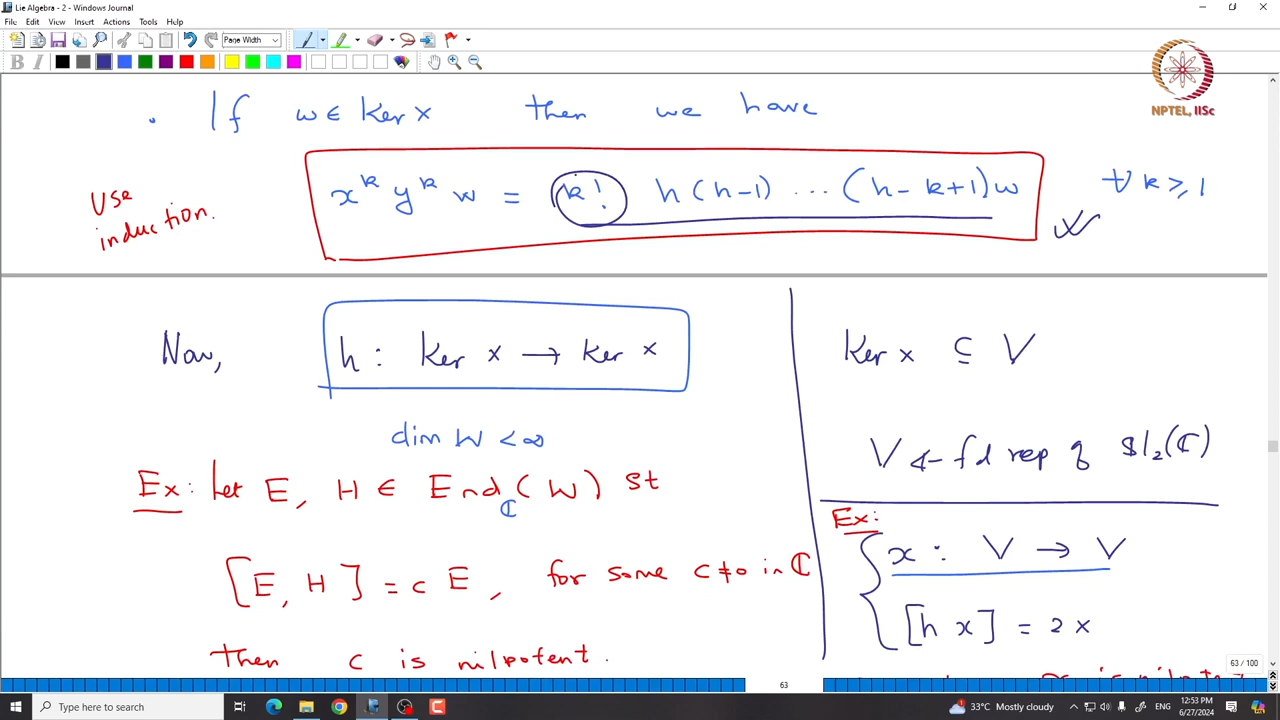 Lie Algebra - 2 - Windows Journal
File Edit View Insert Actions Tools Help
Page Width
NPTEL, IISc
. If w ∈ Ker x then we have
Use induction.
x^k y^k w = k! h(h-1) ... (h-k+1)w ∀ k ≥ 1
Now, h : Ker x → Ker x
dim W < ∞
Ex: Let E, H ∈ End_ℂ(W) st
[E, H] = c E, for some c ≠ 0 in ℂ
Then c is nilpotent.
Ker x ⊆ V
V ← fd rep of sl₂(ℂ)
Ex:
x : V → V
[h x] = 2x
63 / 100
63
Type here to search
33°C Mostly cloudy
ENG
12:53 PM
6/27/2024